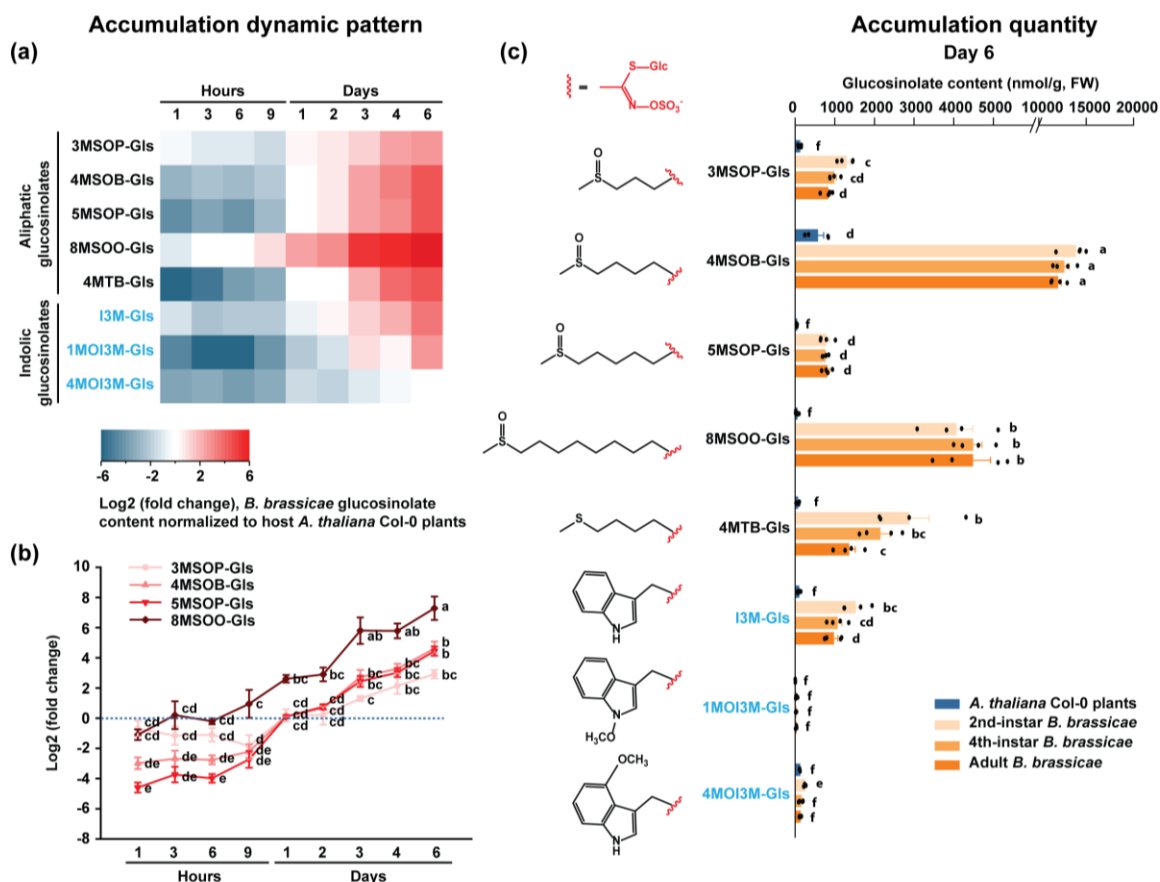 Accumulation dynamic pattern
(a)
Hours Days
1 3 6 9 1 2 3 4 6
Aliphatic
glucosinolates
3MSOP-Gls
4MSOB-Gls
5MSOP-Gls
8MSOO-Gls
4MTB-Gls
Indolic
glucosinolates
I3M-Gls
1MOI3M-Gls
4MOI3M-Gls
-6 -2 2 6
Log2 (fold change), B. brassicae glucosinolate
content normalized to host A. thaliana Col-0 plants
(b)
Log2 (fold change)
10
8
6
4
2
0
-2
-4
-6
-8
3MSOP-Gls
4MSOB-Gls
5MSOP-Gls
8MSOO-Gls
cd cd cd c bc bc ab ab a
cd cd d cd cd bc bc b
de de de de cd cd bc bc b
e de e de cd cd c bc bc
1 3 6 9 1 2 3 4 6
Hours Days
(c)
Accumulation quantity
Day 6
Glucosinolate content (nmol/g, FW)
0 1000 2000 3000 4000 5000 10000 15000 20000
S—Glc
=
N—OSO₃⁻
O
S
3MSOP-Gls
f
c
cd
d
O
S
4MSOB-Gls
d
a
a
a
O
S
5MSOP-Gls
f
d
d
d
O
S
8MSOO-Gls
f
b
b
b
S
4MTB-Gls
f
b
bc
c
N
H
I3M-Gls
f
bc
cd
d
N
H₃CO
1MOI3M-Gls
f
f
f
f
OCH₃
N
H
4MOI3M-Gls
f
e
f
f
A. thaliana Col-0 plants
2nd-instar B. brassicae
4th-instar B. brassicae
Adult B. brassicae